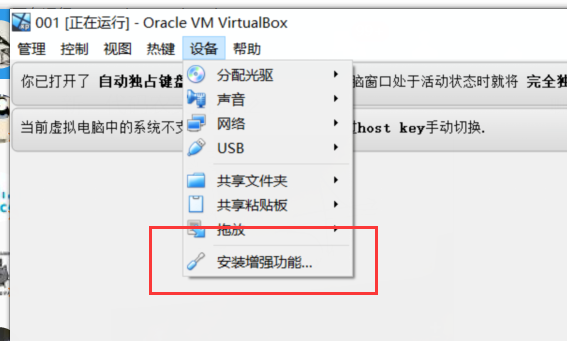 001 [正在运行] - Oracle VM VirtualBox
管理 控制 视图 热键 设备 帮助
你已打开了 自动独占键盘 脑窗口处于活动状态时就将 完全独
当前虚拟电脑中的系统不支 host key手动切换.
分配光驱
声音
网络
USB
共享文件夹
共享粘贴板
拖放
安装增强功能...